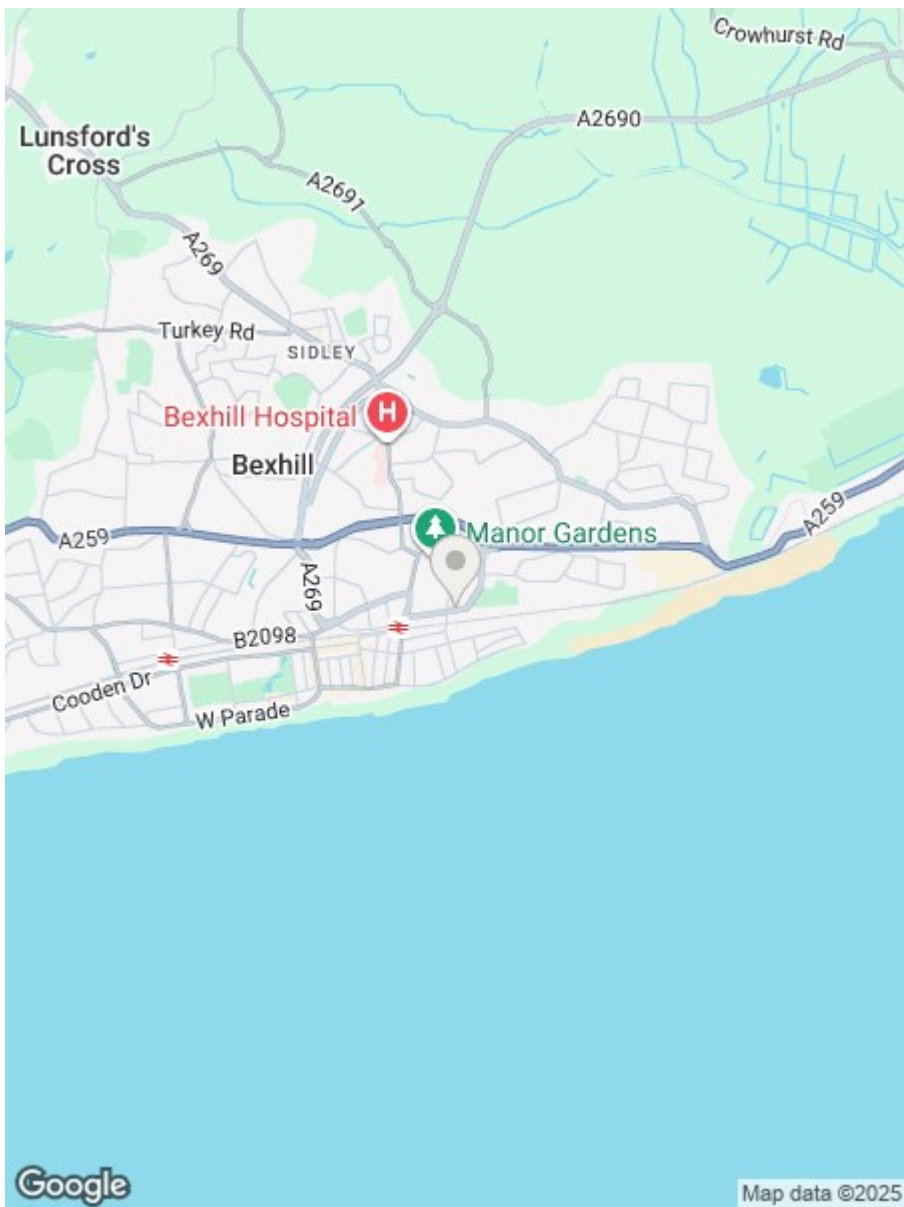 Crowhurst Rd
A2690
Lunsford's
Cross
A2691
A269
Turkey Rd
SIDLEY
Bexhill Hospital
H
Bexhill
A259
A259
Manor Gardens
A269
B2098
Cooden Dr
W Parade
Google
Map data ©2025